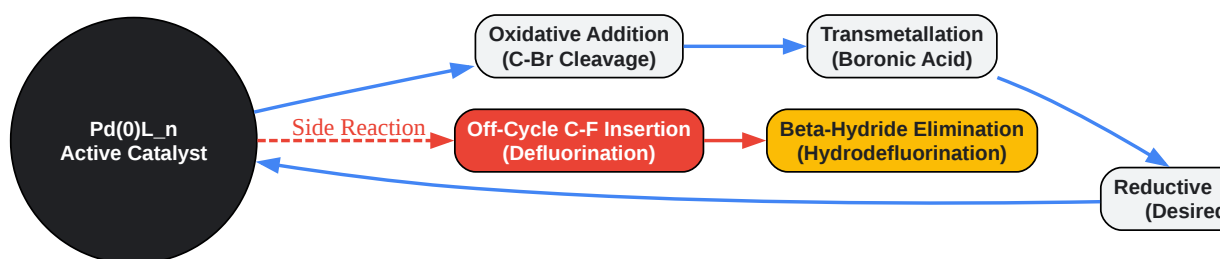 Pd(0)L_n
Active Catalyst
Oxidative Addition
(C-Br Cleavage)
Transmetallation
(Boronic Acid)
Side Reaction
Off-Cycle C-F Insertion
(Defluorination)
Beta-Hydride Elimination
(Hydrodefluorination)
Reductive
(Desired